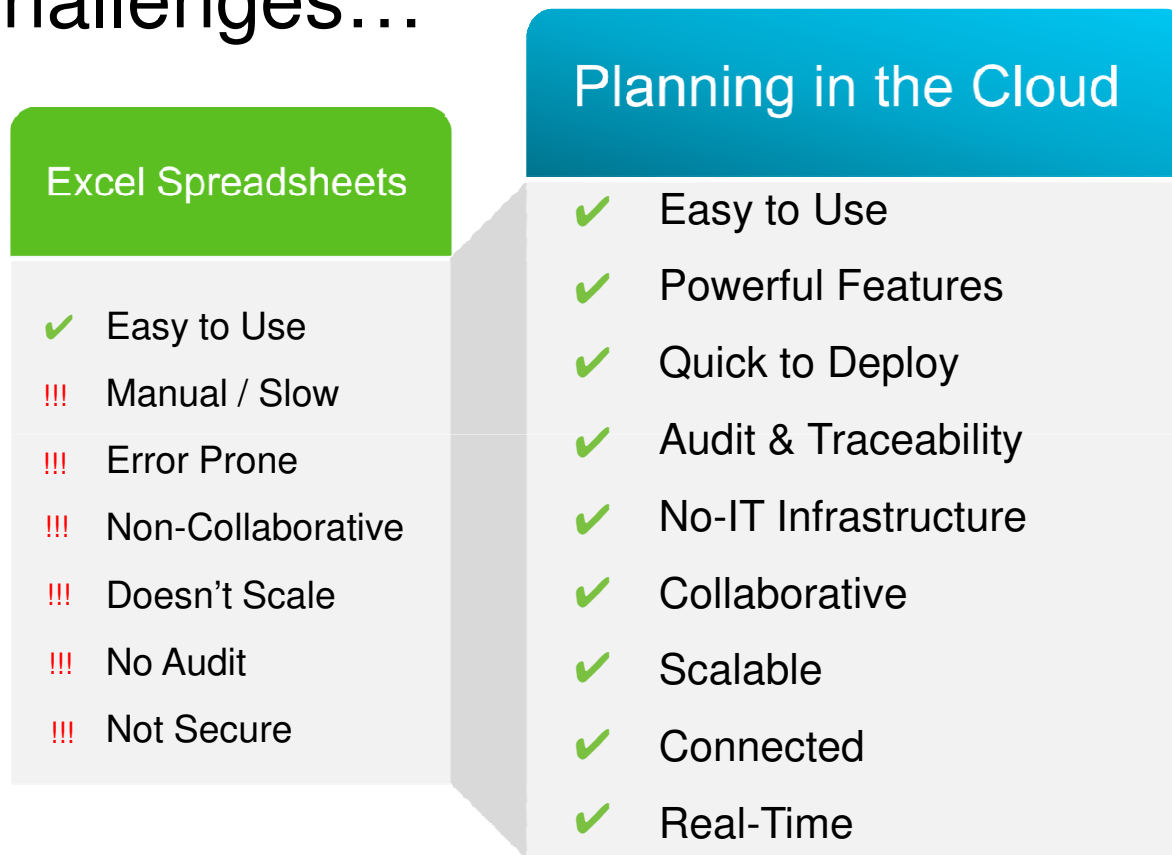 hallenges…
Excel Spreadsheets
✔ Easy to Use
!!! Manual / Slow
!!! Error Prone
!!! Non-Collaborative
!!! Doesn’t Scale
!!! No Audit
!!! Not Secure
Planning in the Cloud
✔ Easy to Use
✔ Powerful Features
✔ Quick to Deploy
✔ Audit & Traceability
✔ No-IT Infrastructure
✔ Collaborative
✔ Scalable
✔ Connected
✔ Real-Time